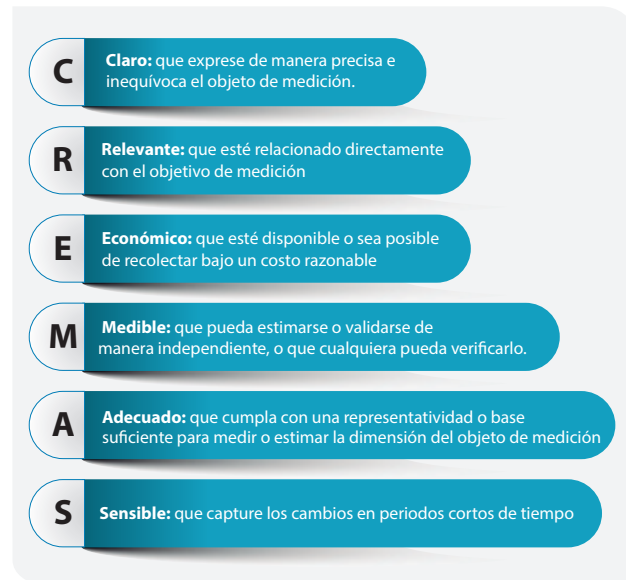 C
Claro: que exprese de manera precisa e
inequívoca el objeto de medición.
R
Relevante: que esté relacionado directamente
con el objetivo de medición
E
Económico: que esté disponible o sea posible
de recolectar bajo un costo razonable
M
Medible: que pueda estimarse o validarse de
manera independiente, o que cualquiera pueda verificarlo.
A
Adecuado: que cumpla con una representatividad o base
suficiente para medir o estimar la dimensión del objeto de medición
S
Sensible: que capture los cambios en periodos cortos de tiempo